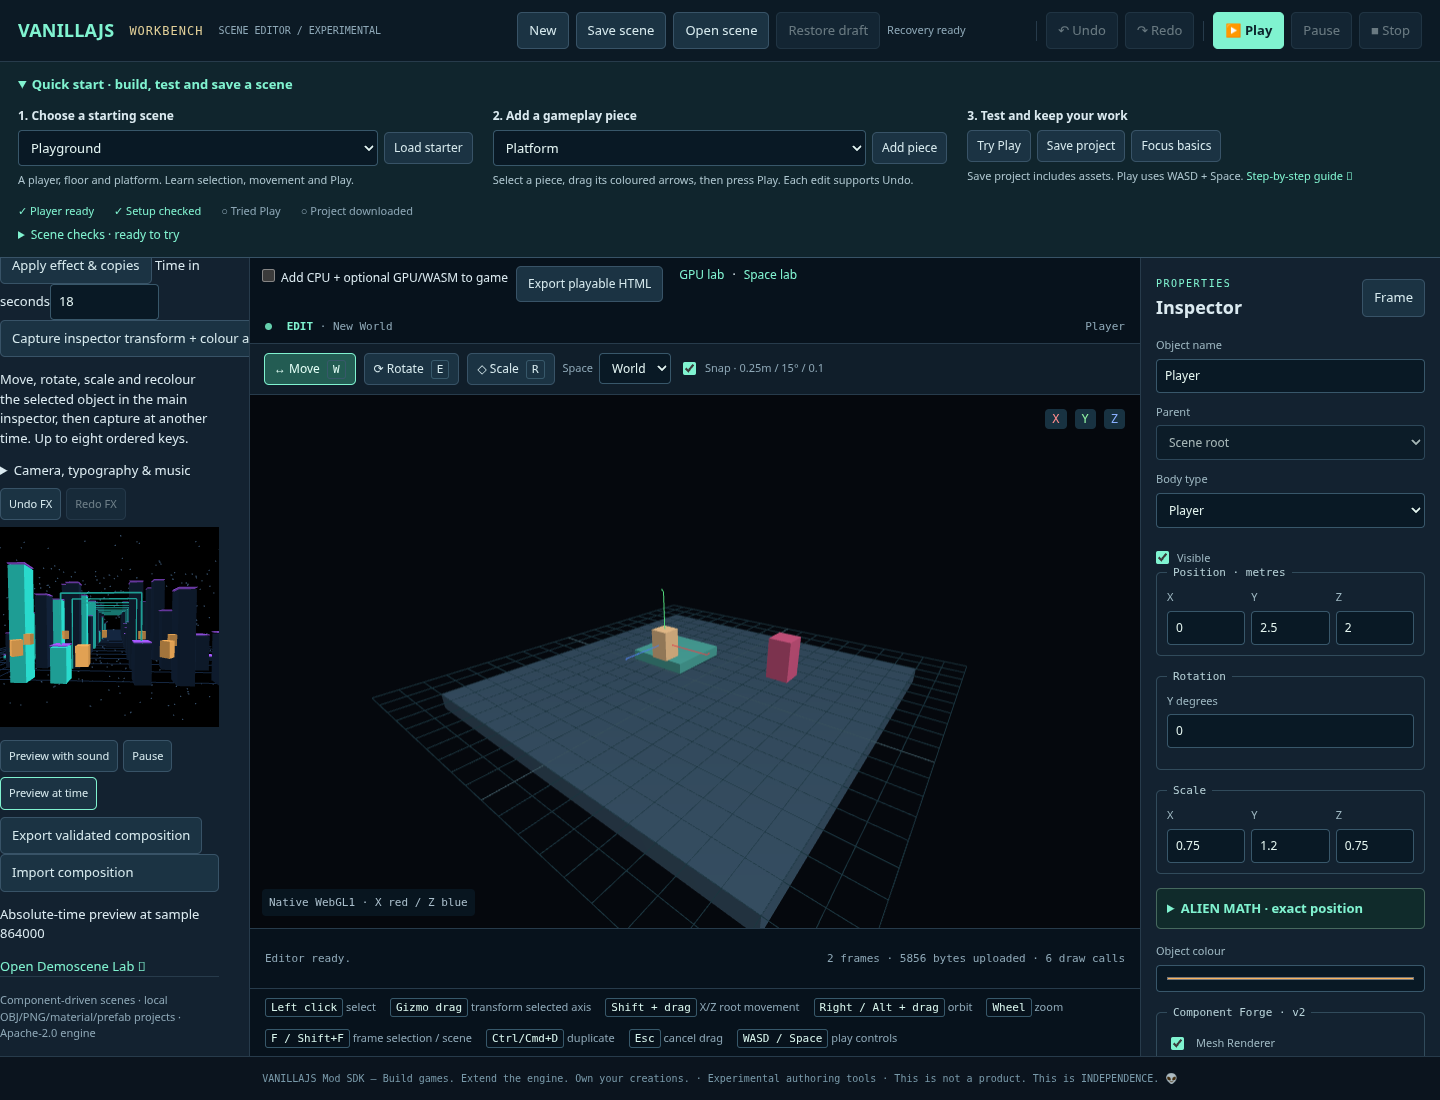 VANILLAJS WORKBENCH SCENE EDITOR / EXPERIMENTAL New Save scene Open scene Restore draft Recovery ready ↶ Undo ↷ Redo ▶ Play Pause ■ Stop
▼ Quick start · build, test and save a scene
1. Choose a starting scene
Playground
Load starter
A player, floor and platform. Learn selection, movement and Play.
2. Add a gameplay piece
Platform
Add piece
Select a piece, drag its coloured arrows, then press Play. Each edit supports Undo.
3. Test and keep your work
Try Play Save project Focus basics
Save project includes assets. Play uses WASD + Space. Step-by-step guide
✓ Player ready ✓ Setup checked ○ Tried Play ○ Project downloaded
▶ Scene checks · ready to try
Apply effect & copies Time in
seconds 18
Capture inspector transform + colour a
Move, rotate, scale and recolour
the selected object in the main
inspector, then capture at another
time. Up to eight ordered keys.
▶ Camera, typography & music
Undo FX Redo FX
Preview with sound Pause
Preview at time
Export validated composition
Import composition
Absolute-time preview at sample
864000
Open Demoscene Lab
Component-driven scenes · local
OBJ/PNG/material/prefab projects ·
Apache-2.0 engine
Add CPU + optional GPU/WASM to game Export playable HTML GPU lab · Space lab
● EDIT · New World Player
↔ Move W ⟳ Rotate E ◇ Scale R Space World Snap · 0.25m / 15° / 0.1
X Y Z
Native WebGL1 · X red / Z blue
Editor ready. 2 frames · 5856 bytes uploaded · 6 draw calls
Left click select Gizmo drag transform selected axis Shift + drag X/Z root movement Right / Alt + drag orbit Wheel zoom
F / Shift+F frame selection / scene Ctrl/Cmd+D duplicate Esc cancel drag WASD / Space play controls
PROPERTIES
Inspector
Frame
Object name
Player
Parent
Scene root
Body type
Player
Visible
Position · metres
X Y Z
0 2.5 2
Rotation
Y degrees
0
Scale
X Y Z
0.75 1.2 0.75
▶ ALIEN MATH · exact position
Object colour
Component Forge · v2
Mesh Renderer
VANILLAJS Mod SDK — Build games. Extend the engine. Own your creations. · Experimental authoring tools · This is not a product. This is INDEPENDENCE. 👽